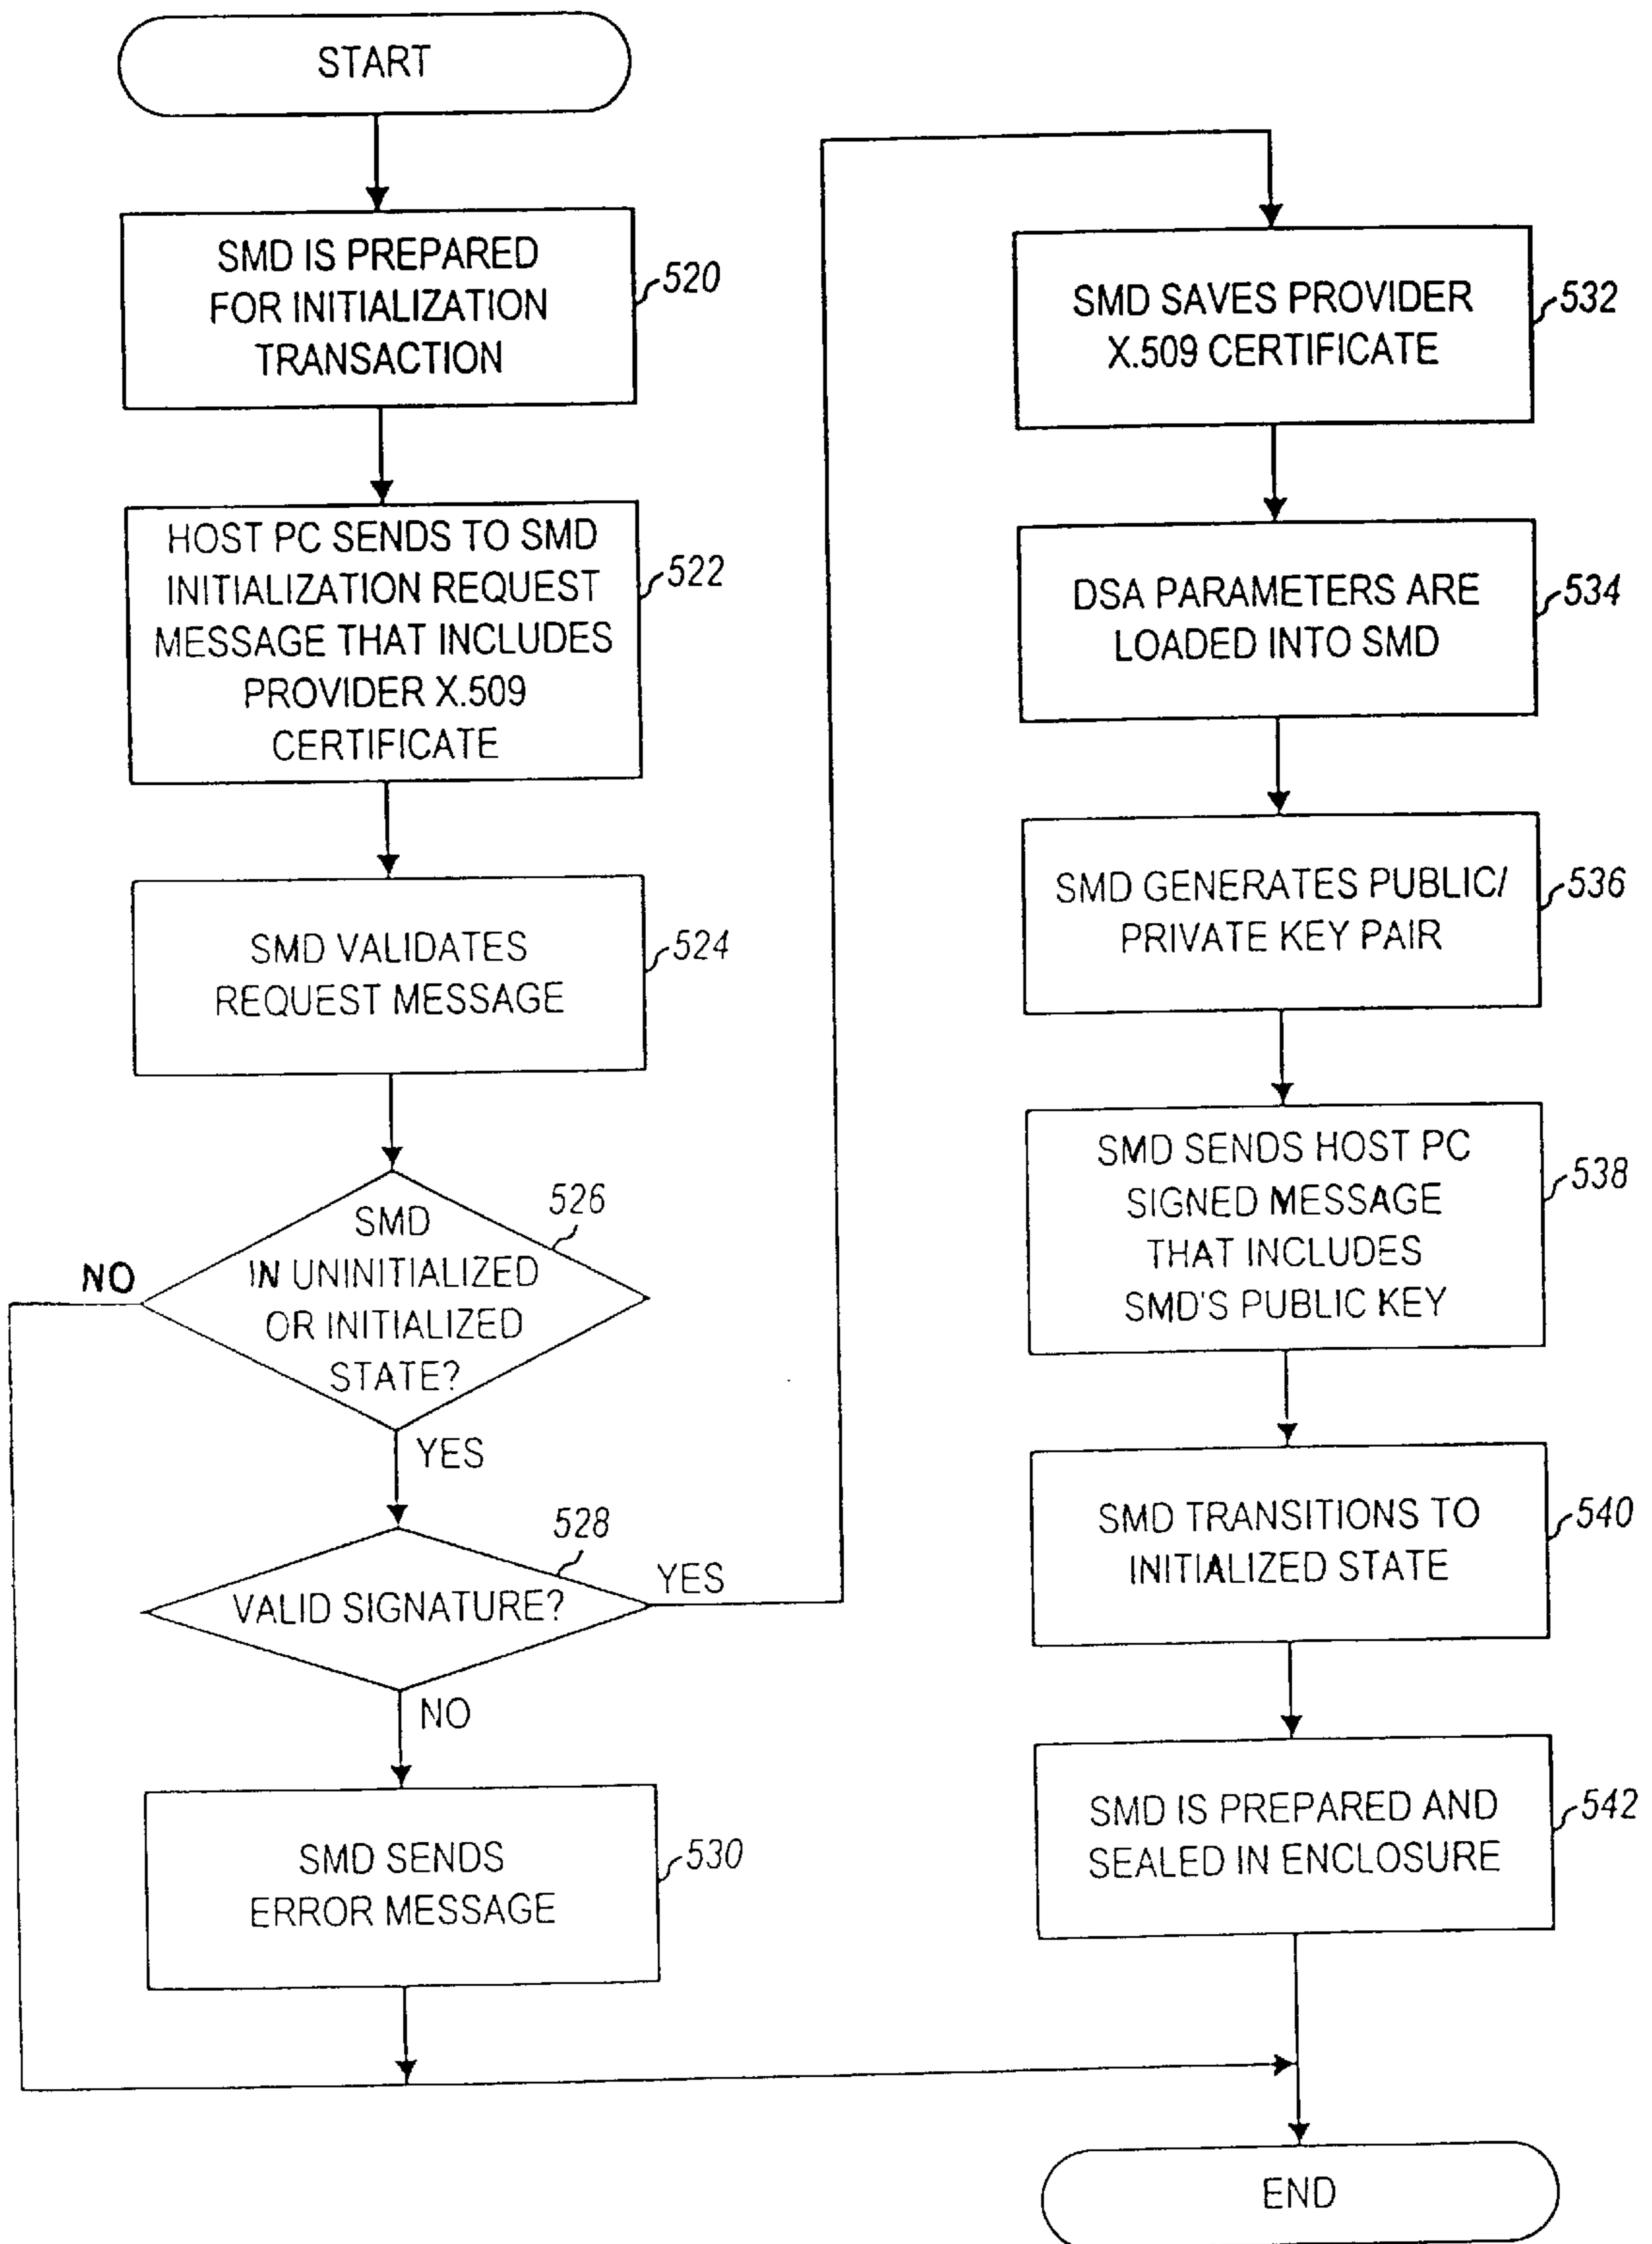 START
SMD IS PREPARED
FOR INITIALIZATION
TRANSACTION
520
HOST PC SENDS TO SMD
INITIALIZATION REQUEST
MESSAGE THAT INCLUDES
PROVIDER X.509
CERTIFICATE
522
SMD VALIDATES
REQUEST MESSAGE
524
SMD
IN UNINITIALIZED
OR INITIALIZED
STATE?
526
NO
YES
VALID SIGNATURE?
528
YES
NO
SMD SENDS
ERROR MESSAGE
530
SMD SAVES PROVIDER
X.509 CERTIFICATE
532
DSA PARAMETERS ARE
LOADED INTO SMD
534
SMD GENERATES PUBLIC/
PRIVATE KEY PAIR
536
SMD SENDS HOST PC
SIGNED MESSAGE
THAT INCLUDES
SMD'S PUBLIC KEY
538
SMD TRANSITIONS TO
INITIALIZED STATE
540
SMD IS PREPARED AND
SEALED IN ENCLOSURE
542
END